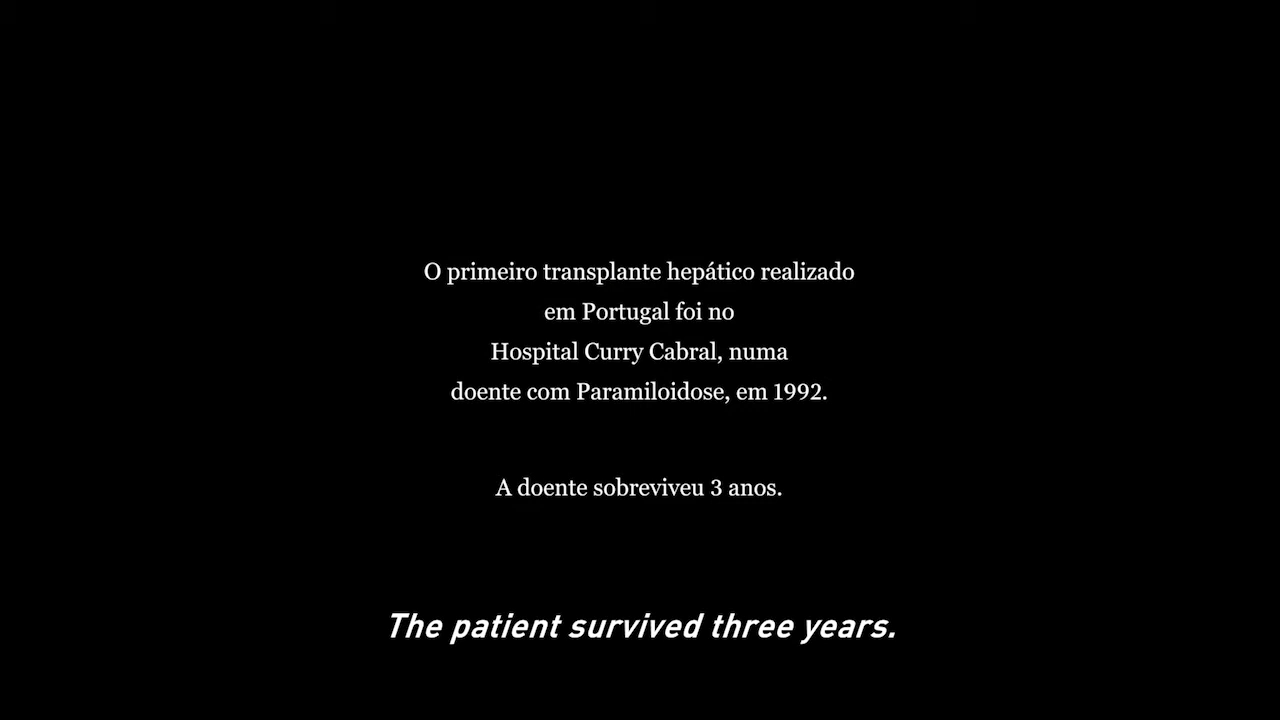 O primeiro transplante hepático realizado
em Portugal foi no
Hospital Curry Cabral, numa
doente com Paramiloidose, em 1992.
A doente sobreviveu 3 anos.
The patient survived three years.